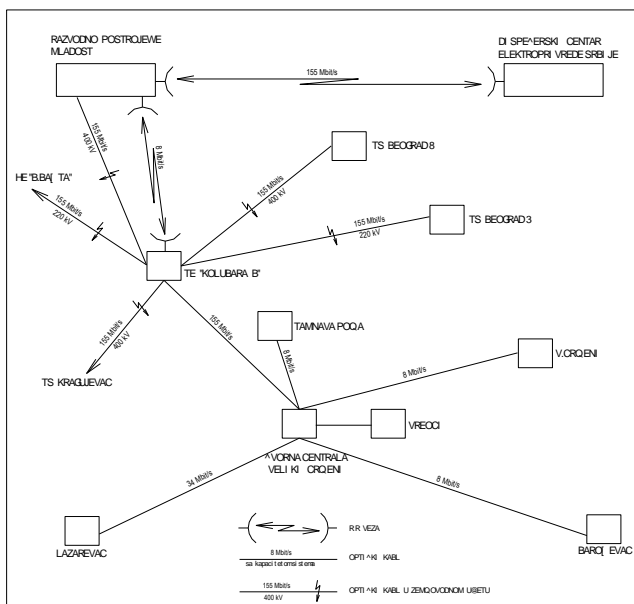 RAZVODNO POSTROJEWE
MLADOST
DISPE^ERSKI CENTAR
ELEKTROPRIVREDE SRBIJE
155 Mbit/s
155 Mbit/s
400 kV
8 Mbit/s
TS BEOGRAD 8
HE "B.BA[TA"
155 Mbit/s
220 kV
155 Mbit/s
400 kV
155 Mbit/s
220 kV
TS BEOGRAD 3
TE "KOLUBARA B"
155 Mbit/s
400 kV
155 Mbit/s
TAMNAVA POQA
8 Mbit/s
8 Mbit/s
V.CRQENI
TS KRAGUJEVAC
VREOCI
^VORNA CENTRALA
VELIKI CRQENI
34 Mbit/s
8 Mbit/s
LAZAREVAC
BARO[EVAC
RR VEZA
8 Mbit/s
sa kapacitetom sistema
OPTI^KI KABL
155 Mbit/s
400 kV
OPTI^KI KABL U ZEMQOVODNOM U@ETU